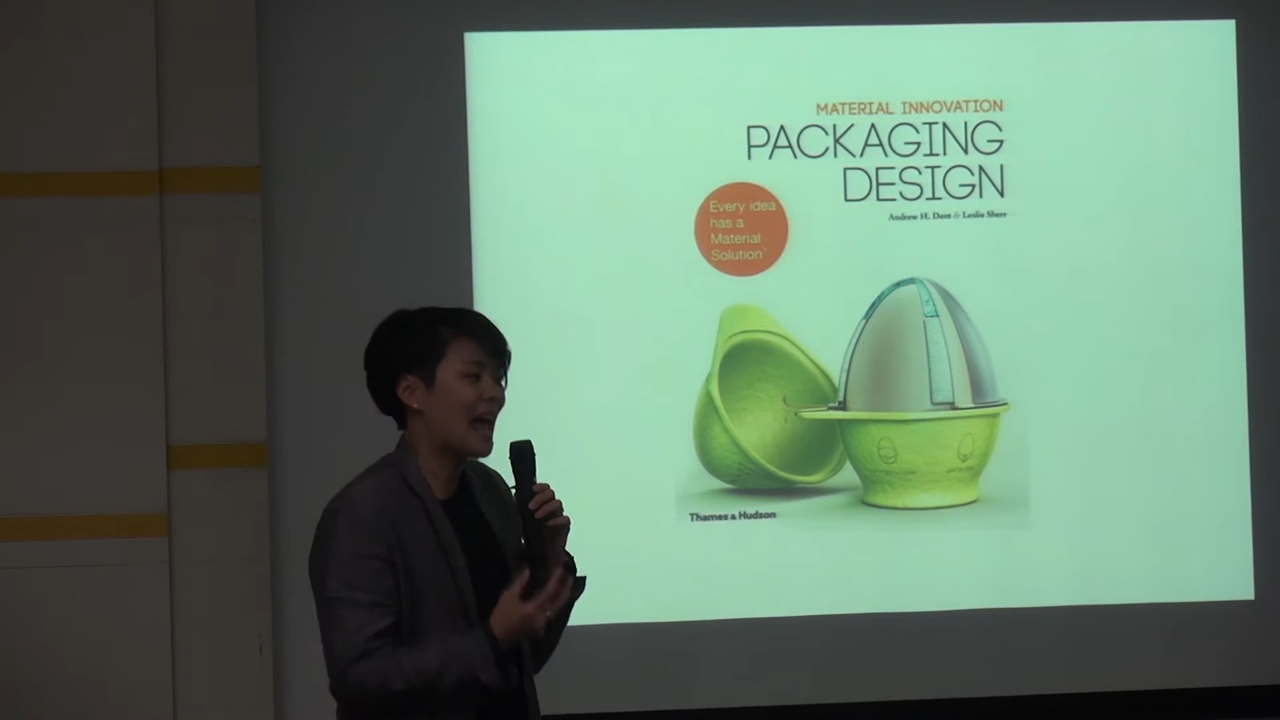 MATERIAL INNOVATION
PACKAGING
DESIGN
Andrew H. Dent & Leslie Sherr
Every idea
has a
Material
Solution™
Thames & Hudson